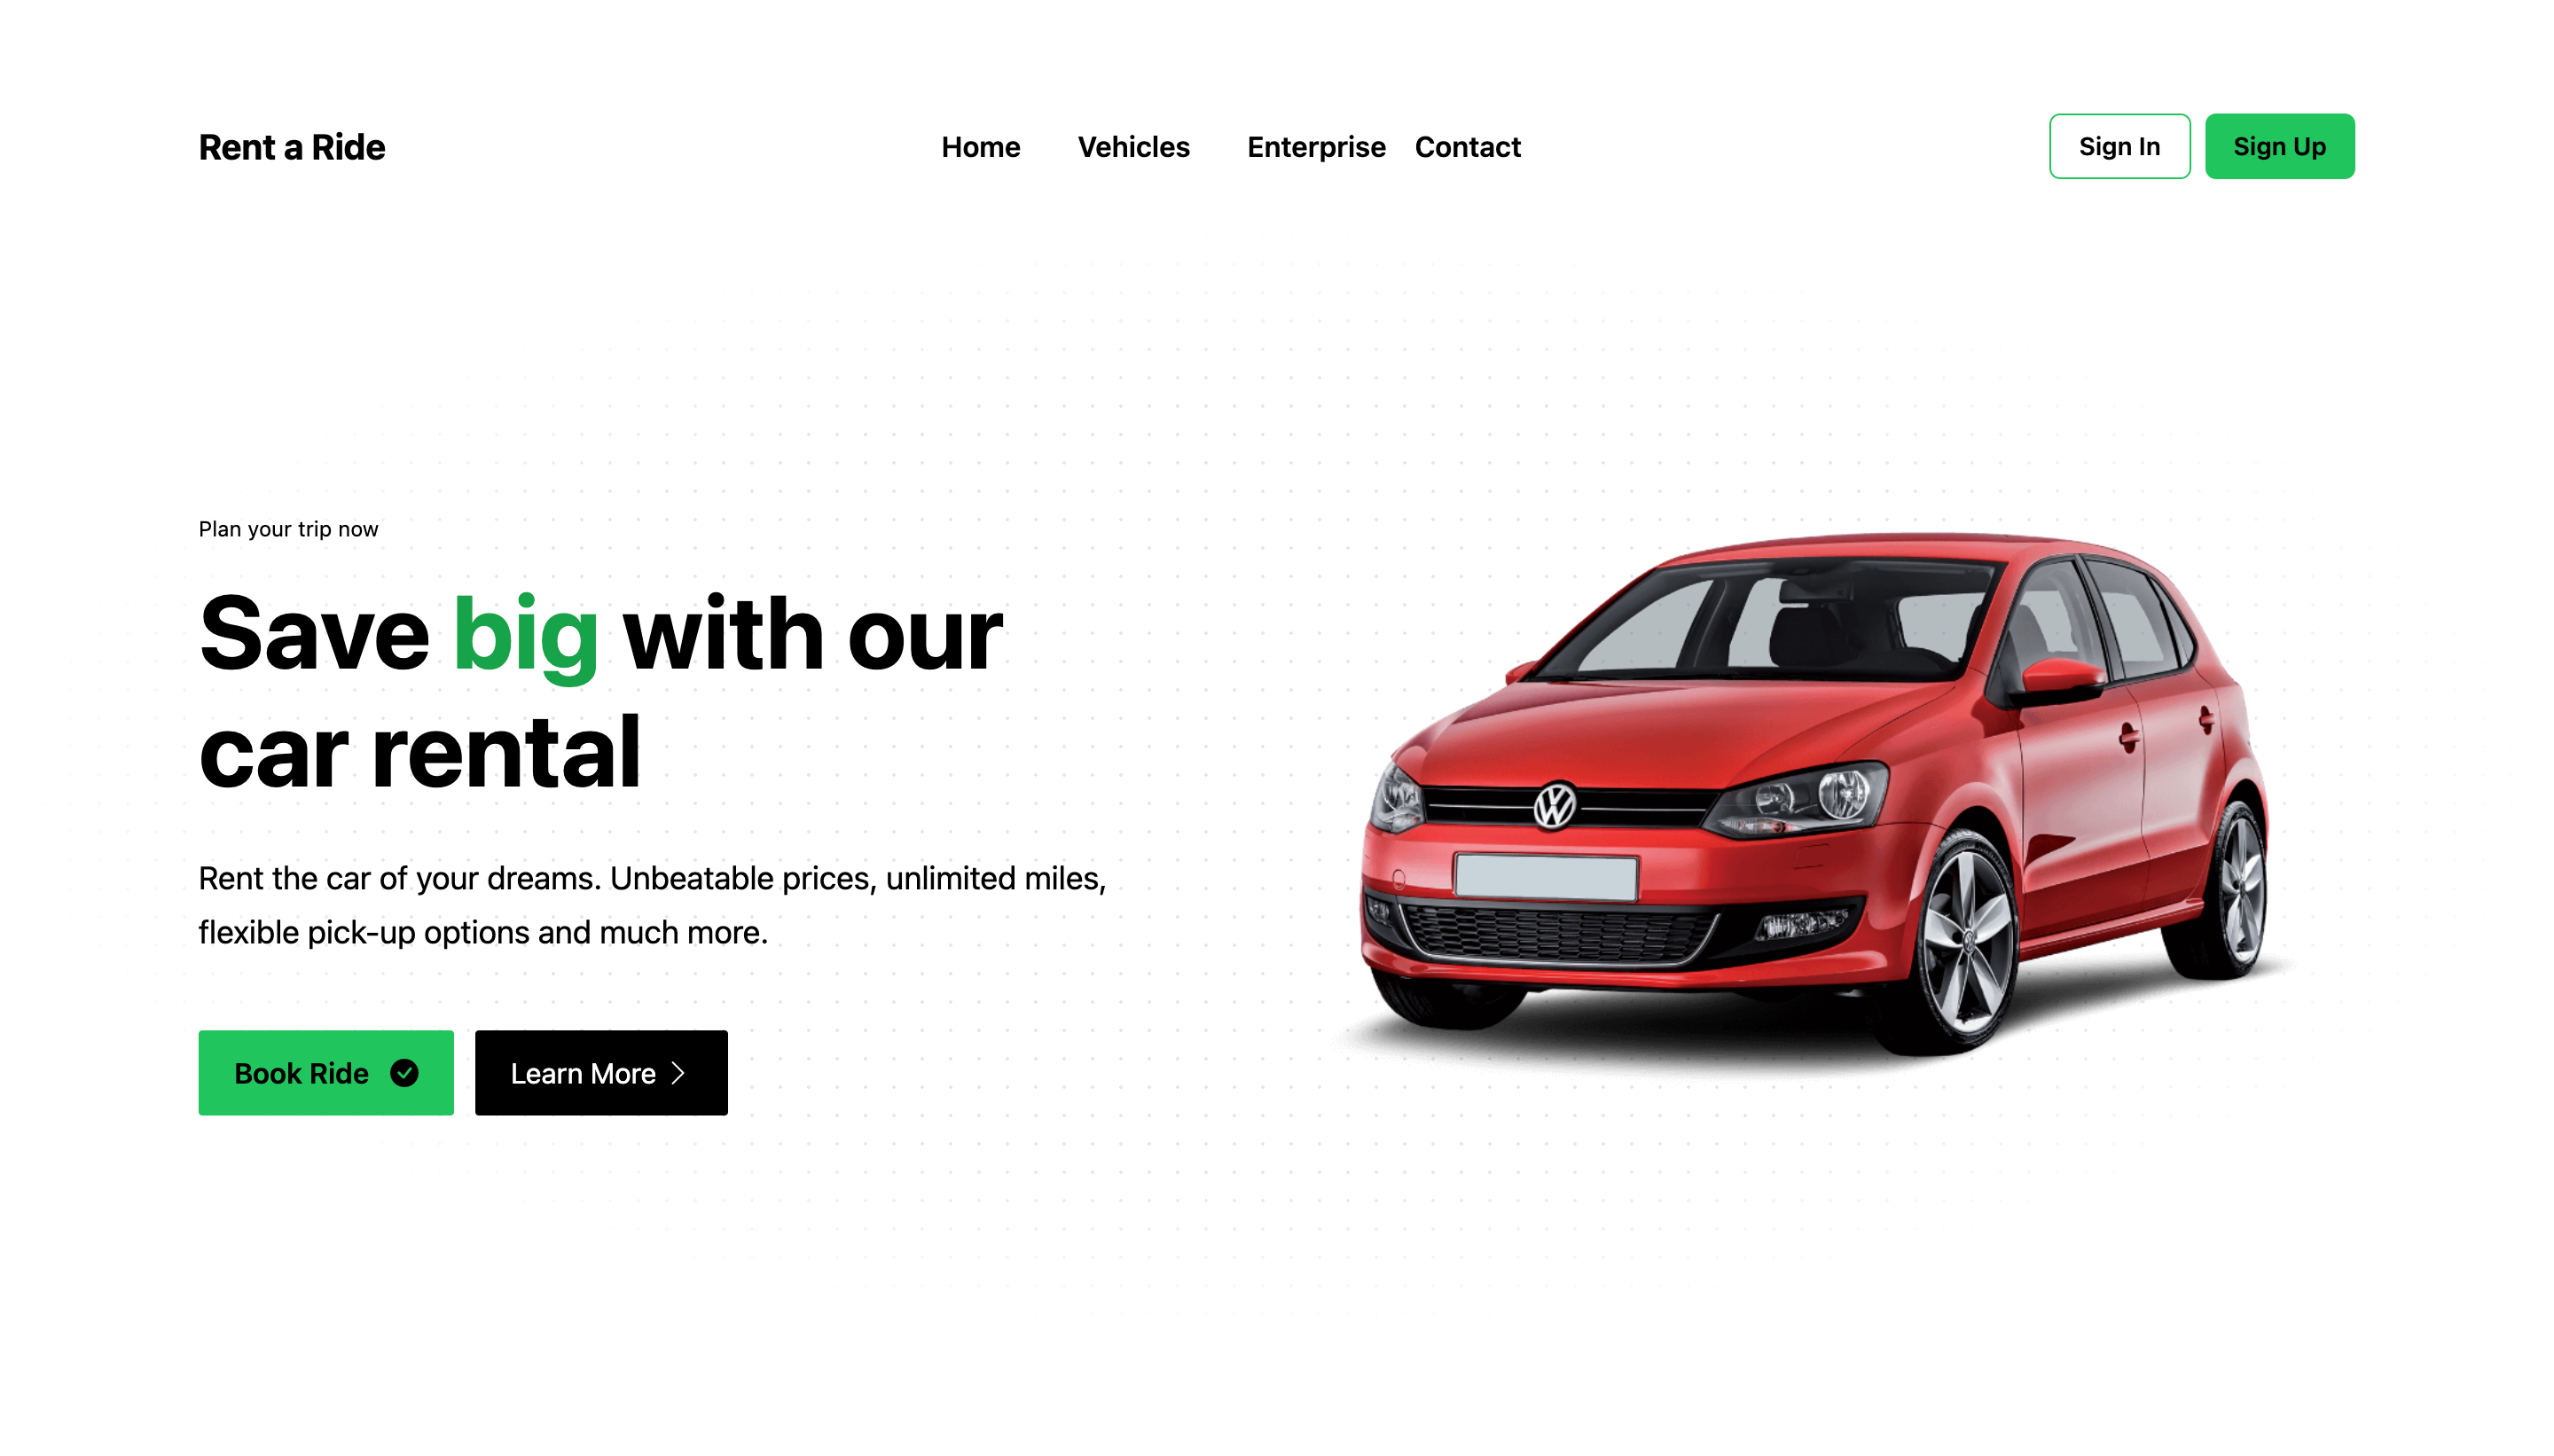 Rent a Ride
Home Vehicles Enterprise Contact
Sign In Sign Up
Plan your trip now
Save big with our
car rental
Rent the car of your dreams. Unbeatable prices, unlimited miles,
flexible pick-up options and much more.
Book Ride Learn More